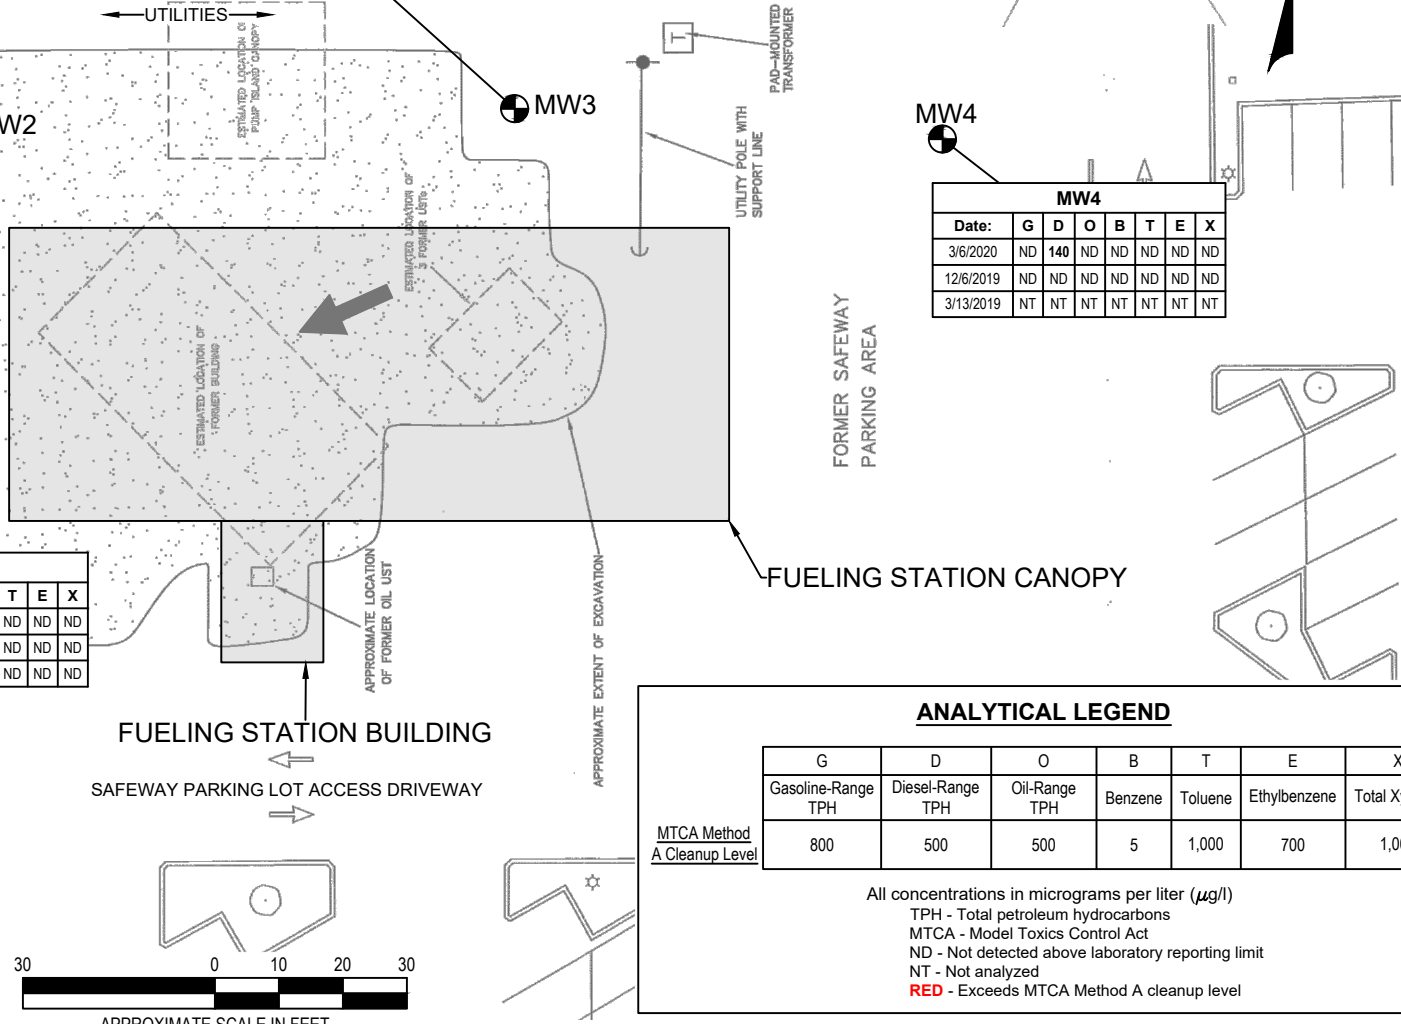 UTILITIES
ESTIMATED LOCATION OF
PUMP ISLAND CANOPY
W2
MW3
T
PAD-MOUNTED
TRANSFORMER
UTILITY POLE WITH
SUPPORT LINE
MW4
MW4
Date: G D O B T E X
3/6/2020 ND 140 ND ND ND ND ND
12/6/2019 ND ND ND ND ND ND ND
3/13/2019 NT NT NT NT NT NT NT
ESTIMATED LOCATION OF
3 FORMER USTs
ESTIMATED LOCATION OF
FORMER BUILDING
FORMER SAFEWAY
PARKING AREA
T E X
ND ND ND
ND ND ND
ND ND ND
APPROXIMATE LOCATION
OF FORMER OIL UST
APPROXIMATE EXTENT OF EXCAVATION
FUELING STATION CANOPY
FUELING STATION BUILDING
SAFEWAY PARKING LOT ACCESS DRIVEWAY
ANALYTICAL LEGEND
G D O B T E X
Gasoline-Range TPH Diesel-Range TPH Oil-Range TPH Benzene Toluene Ethylbenzene Total Xy
MTCA Method
A Cleanup Level 800 500 500 5 1,000 700 1,00
All concentrations in micrograms per liter (μg/l)
TPH - Total petroleum hydrocarbons
MTCA - Model Toxics Control Act
ND - Not detected above laboratory reporting limit
NT - Not analyzed
RED - Exceeds MTCA Method A cleanup level
30 0 10 20 30
APPROXIMATE SCALE IN FEET